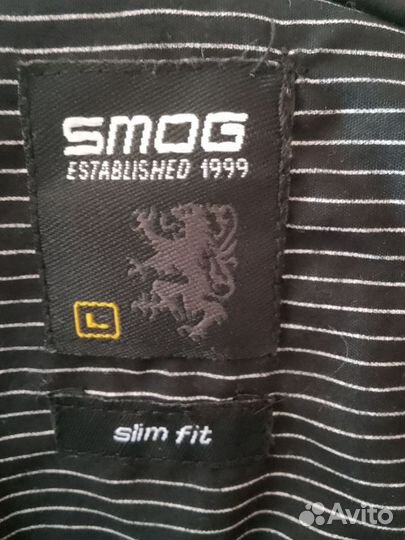 SMOG
ESTABLISHED 1999
L
slim fit
Avito